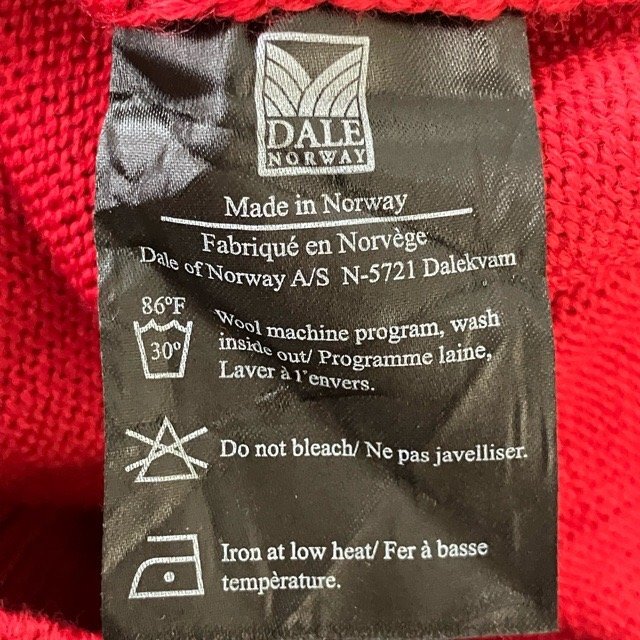 DALE
NORWAY
Made in Norway
Fabriqué en Norvège
Dale of Norway A/S N-5721 Dalekvam
86°F
30°
Wool machine program, wash
inside out/ Programme laine,
Laver à l'envers.
Do not bleach/ Ne pas javelliser.
Iron at low heat/ Fer à basse
tempèrature.